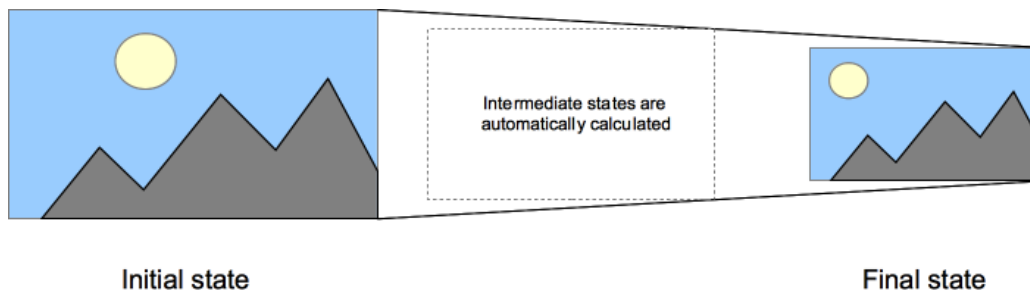 Intermediate states are
automatically calculated
Initial state
Final state